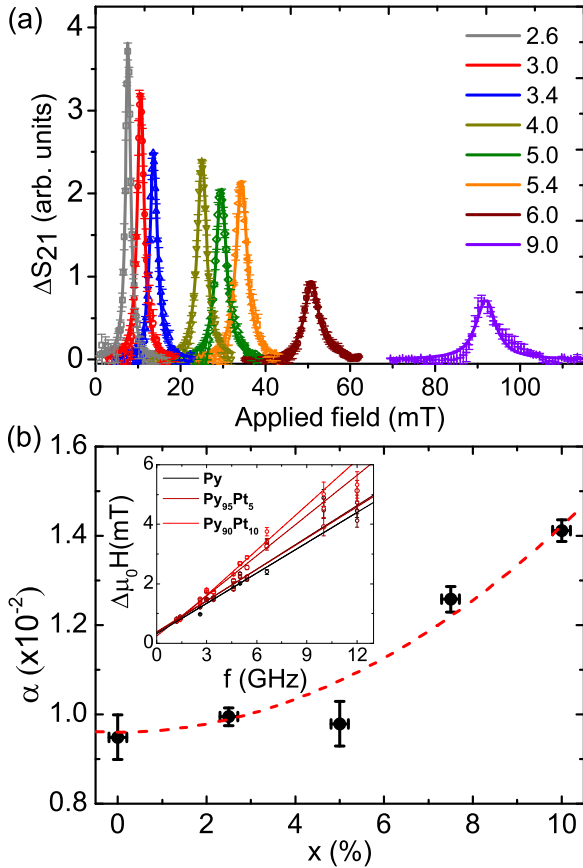 (a)
4
3
2
1
0
ΔS21 (arb. units)
2.6
3.0
3.4
4.0
5.0
5.4
6.0
9.0
0 20 40 60 80 100
Applied field (mT)
(b)
1.6
1.4
1.2
1.0
0.8
α (x10-2)
6
4
2
0
Δμ0H(mT)
Py
Py95Pt5
Py90Pt10
0 3 6 9 12
f (GHz)
0 2 4 6 8 10
x (%)